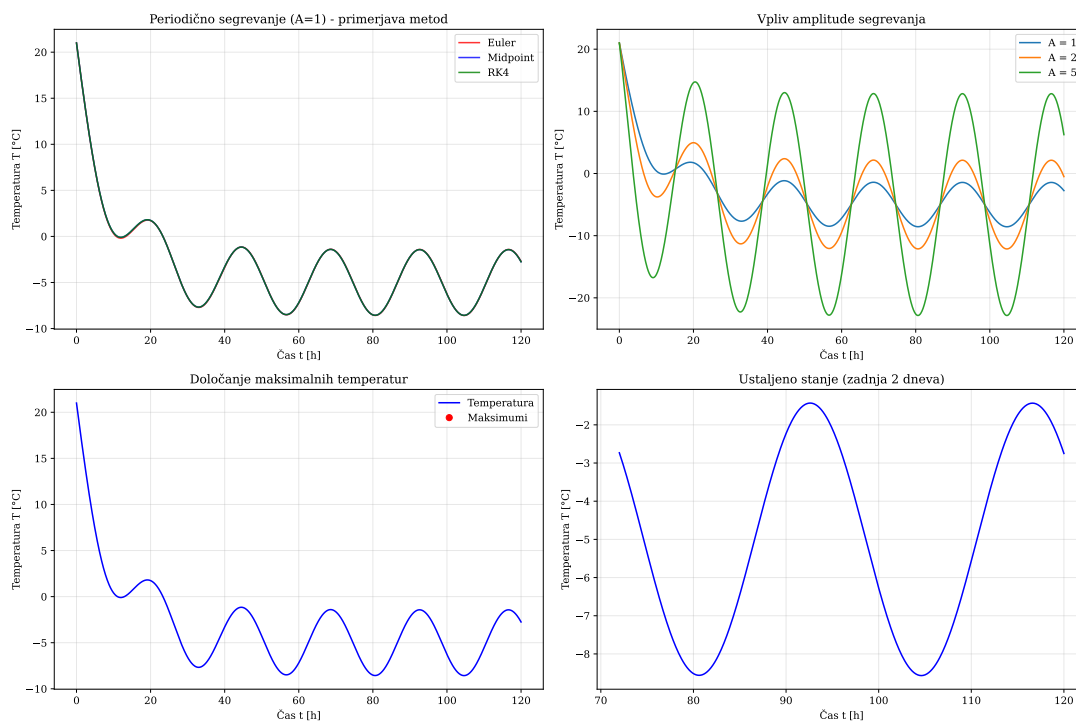 Periodično segrevanje (A=1) - primerjava metod
Temperatura T [°C]
20
15
10
5
0
−5
−10
0
20
40
60
80
100
120
Čas t [h]
Euler
Midpoint
RK4
Vpliv amplitude segrevanja
Temperatura T [°C]
10
0
−10
−20
0
20
40
60
80
100
120
Čas t [h]
A = 1
A = 2
A = 5
Določanje maksimalnih temperatur
Temperatura T [°C]
20
15
10
5
0
−5
−10
0
20
40
60
80
100
120
Čas t [h]
Temperatura
Maksimumi
Ustaljeno stanje (zadnja 2 dneva)
Temperatura T [°C]
−2
−3
−4
−5
−6
−7
−8
70
80
90
100
110
120
Čas t [h]